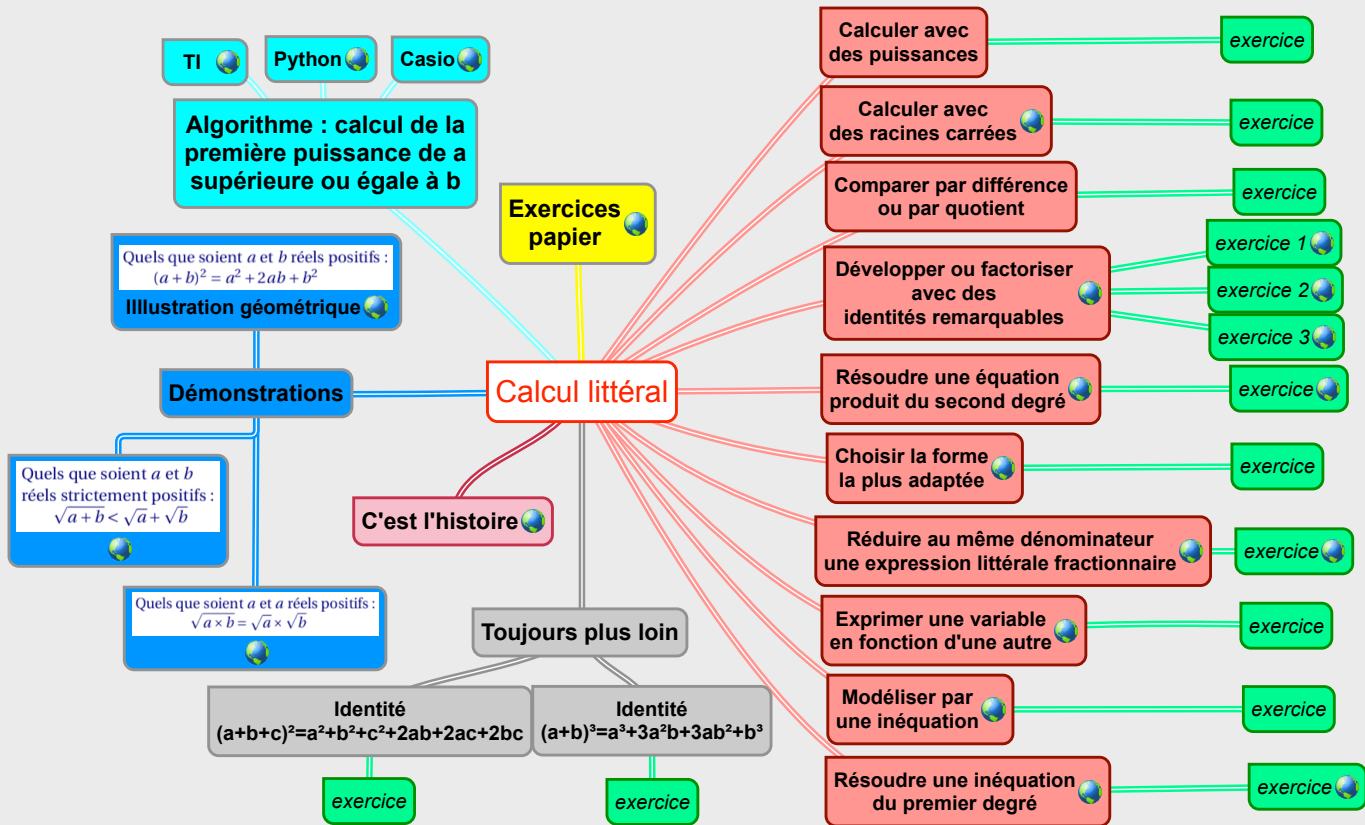 TI
Python
Casio
Algorithme : calcul de la
première puissance de a
supérieure ou égale à b
Exercices
papier
Quels que soient a et b réels positifs :
(a + b)² = a² + 2ab + b²
IIllustration géométrique
Démonstrations
Quels que soient a et b
réels strictement positifs :
√(a + b) < √a + √b
Quels que soient a et a réels positifs :
√(a × b) = √a × √b
Calcul littéral
C'est l'histoire
Toujours plus loin
Identité
(a+b+c)²=a²+b²+c²+2ab+2ac+2bc
exercice
Identité
(a+b)³=a³+3a²b+3ab²+b³
exercice
Calculer avec
des puissances
exercice
Calculer avec
des racines carrées
exercice
Comparer par différence
ou par quotient
exercice
Développer ou factoriser
avec des
identités remarquables
exercice 1
exercice 2
exercice 3
Résoudre une équation
produit du second degré
exercice
Choisir la forme
la plus adaptée
exercice
Réduire au même dénominateur
une expression littérale fractionnaire
exercice
Exprimer une variable
en fonction d'une autre
exercice
Modéliser par
une inéquation
exercice
Résoudre une inéquation
du premier degré
exercice